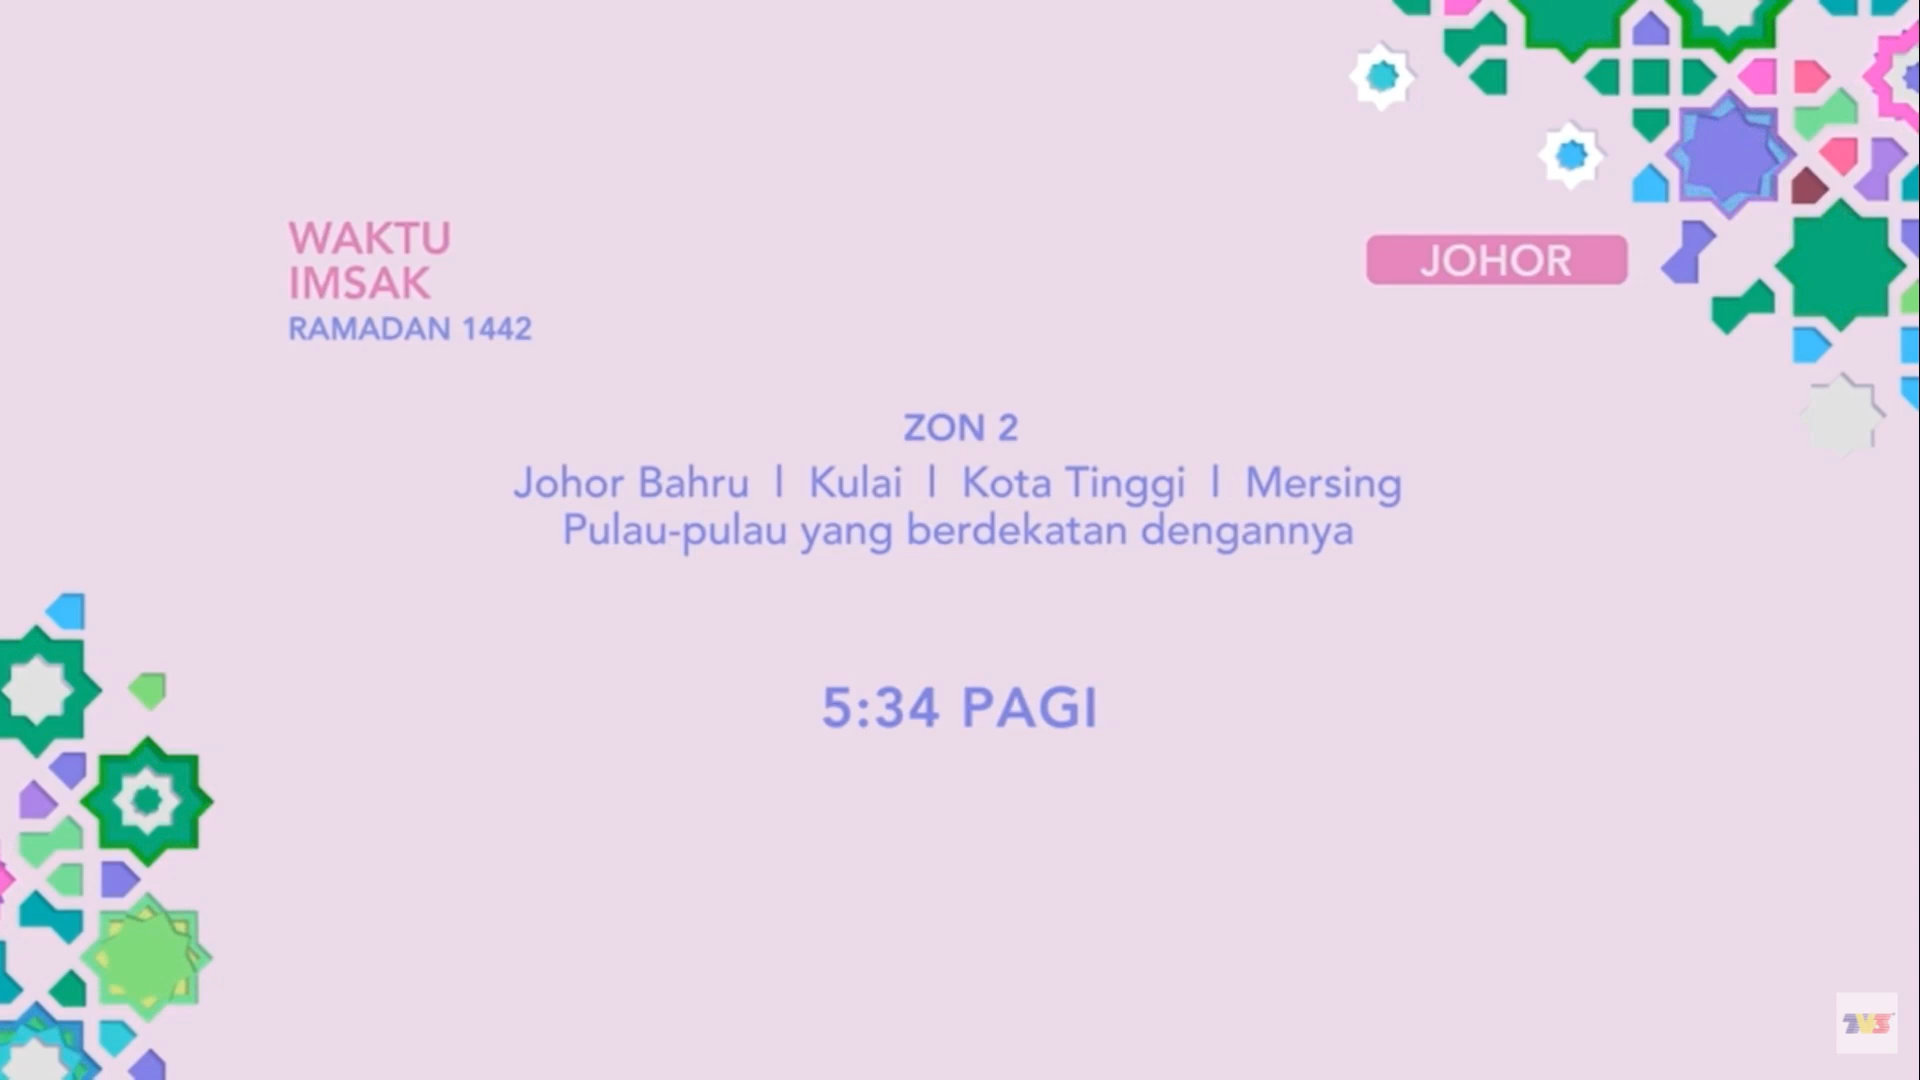 WAKTU
IMSAK
RAMADAN 1442
JOHOR
ZON 2
Johor Bahru | Kulai | Kota Tinggi | Mersing
Pulau-pulau yang berdekatan dengannya
5:34 PAGI
TV3